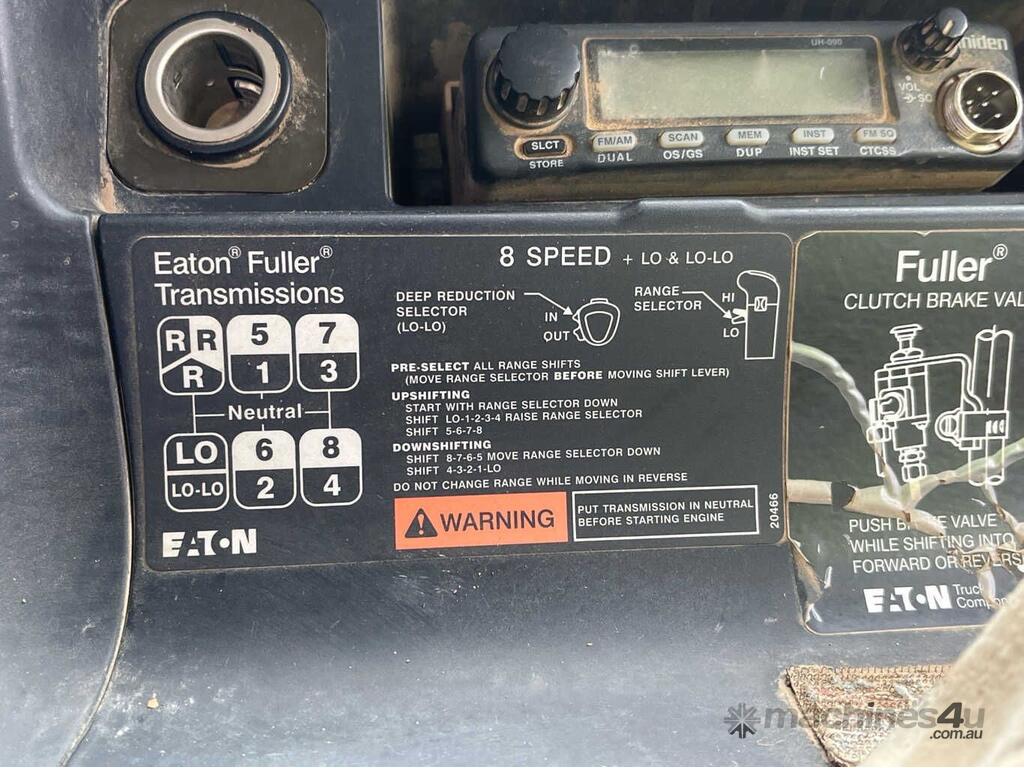 UH-090
VOL
SQ
SLCT
STORE
FM/AM
DUAL
SCAN
OS/GS
MEM
DUP
INST
INST SET
FM SQ
CTCSS
Eaton® Fuller®
Transmissions
8 SPEED + LO & LO-LO
DEEP REDUCTION
SELECTOR
(LO-LO)
IN
OUT
RANGE
SELECTOR
HI
LO
R R 5 7
R 1 3
Neutral
LO 6 8
LO-LO 2 4
PRE-SELECT ALL RANGE SHIFTS
(MOVE RANGE SELECTOR BEFORE MOVING SHIFT LEVER)
UPSHIFTING
START WITH RANGE SELECTOR DOWN
SHIFT LO-1-2-3-4 RAISE RANGE SELECTOR
SHIFT 5-6-7-8
DOWNSHIFTING
SHIFT 8-7-6-5 MOVE RANGE SELECTOR DOWN
SHIFT 4-3-2-1-LO
DO NOT CHANGE RANGE WHILE MOVING IN REVERSE
WARNING
PUT TRANSMISSION IN NEUTRAL
BEFORE STARTING ENGINE
20466
EATON
Fuller®
CLUTCH BRAKE VAL
PUSH VALVE
WHILE SHIFTING INTO
FORWARD OR REVERS
EATON
Truck
Comp
machines4u
.com.au